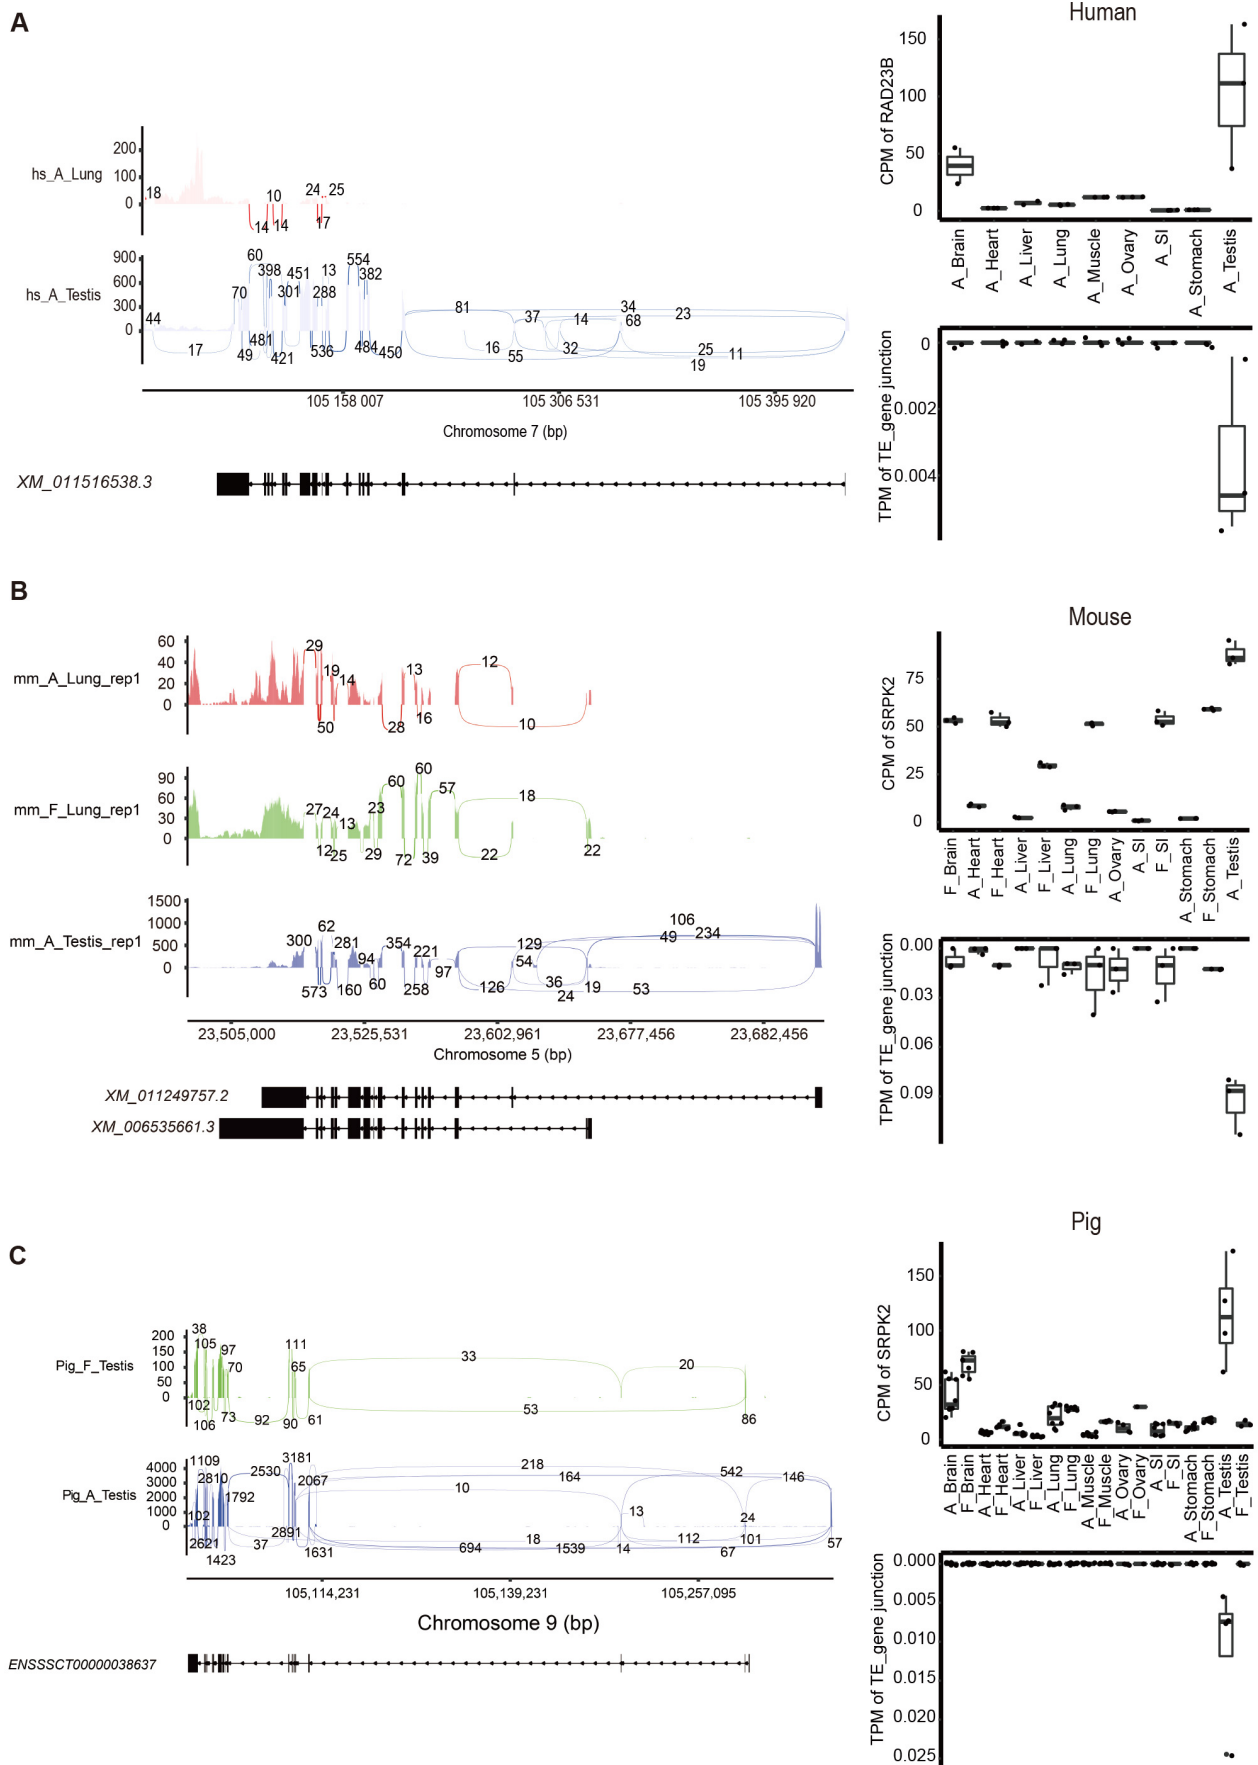 A
Human
hs_A_Lung
200
100
0
18
14
10
14
24
17
25
hs_A_Testis
900
600
300
0
44
17
70
49
60
398
481
421
301
451
288
13
536
554
382
484
450
81
16
55
37
14
32
34
68
23
25
19
11
105 158 007
105 306 531
105 395 920
Chromosome 7 (bp)
XM_011516538.3
CPM of RAD23B
150
100
50
0
A_Brain
A_Heart
A_Liver
A_Lung
A_Muscle
A_Ovary
A_SI
A_Stomach
A_Testis
TPM of TE_gene junction
0
0.002
0.004
B
Mouse
mm_A_Lung_rep1
60
40
20
0
29
50
19
14
28
13
16
12
10
mm_F_Lung_rep1
90
60
30
0
27
12
24
25
13
29
23
60
72
60
39
57
18
22
22
mm_A_Testis_rep1
1500
1000
500
0
300
573
62
281
160
94
60
354
258
221
97
126
129
54
36
24
19
53
106
49
234
23,505,000
23,525,531
23,602,961
23,677,456
23,682,456
Chromosome 5 (bp)
XM_011249757.2
XM_006535661.3
CPM of SRPK2
75
50
25
0
F_Brain
A_Heart
F_Heart
A_Liver
F_Liver
A_Lung
F_Lung
A_Ovary
A_SI
F_SI
A_Stomach
F_Stomach
A_Testis
TPM of TE_gene junction
0.00
0.03
0.06
0.09
C
Pig
Pig_F_Testis
200
150
100
50
0
38
105
97
70
102
106
73
92
111
65
90
61
33
53
20
86
Pig_A_Testis
4000
3000
2000
1000
0
1109
2810
1792
102
2621
1423
37
2530
3181
2067
2891
1631
218
164
10
694
18
1539
14
13
542
112
67
24
101
146
57
105,114,231
105,139,231
105,257,095
Chromosome 9 (bp)
ENSSSCT00000038637
CPM of SRPK2
150
100
50
0
A_Brain
F_Brain
A_Heart
F_Heart
A_Liver
F_Liver
A_Lung
F_Lung
A_Muscle
F_Muscle
A_Ovary
F_Ovary
A_SI
F_SI
A_Stomach
F_Stomach
A_Testis
F_Testis
TPM of TE_gene junction
0.000
0.005
0.010
0.015
0.020
0.025